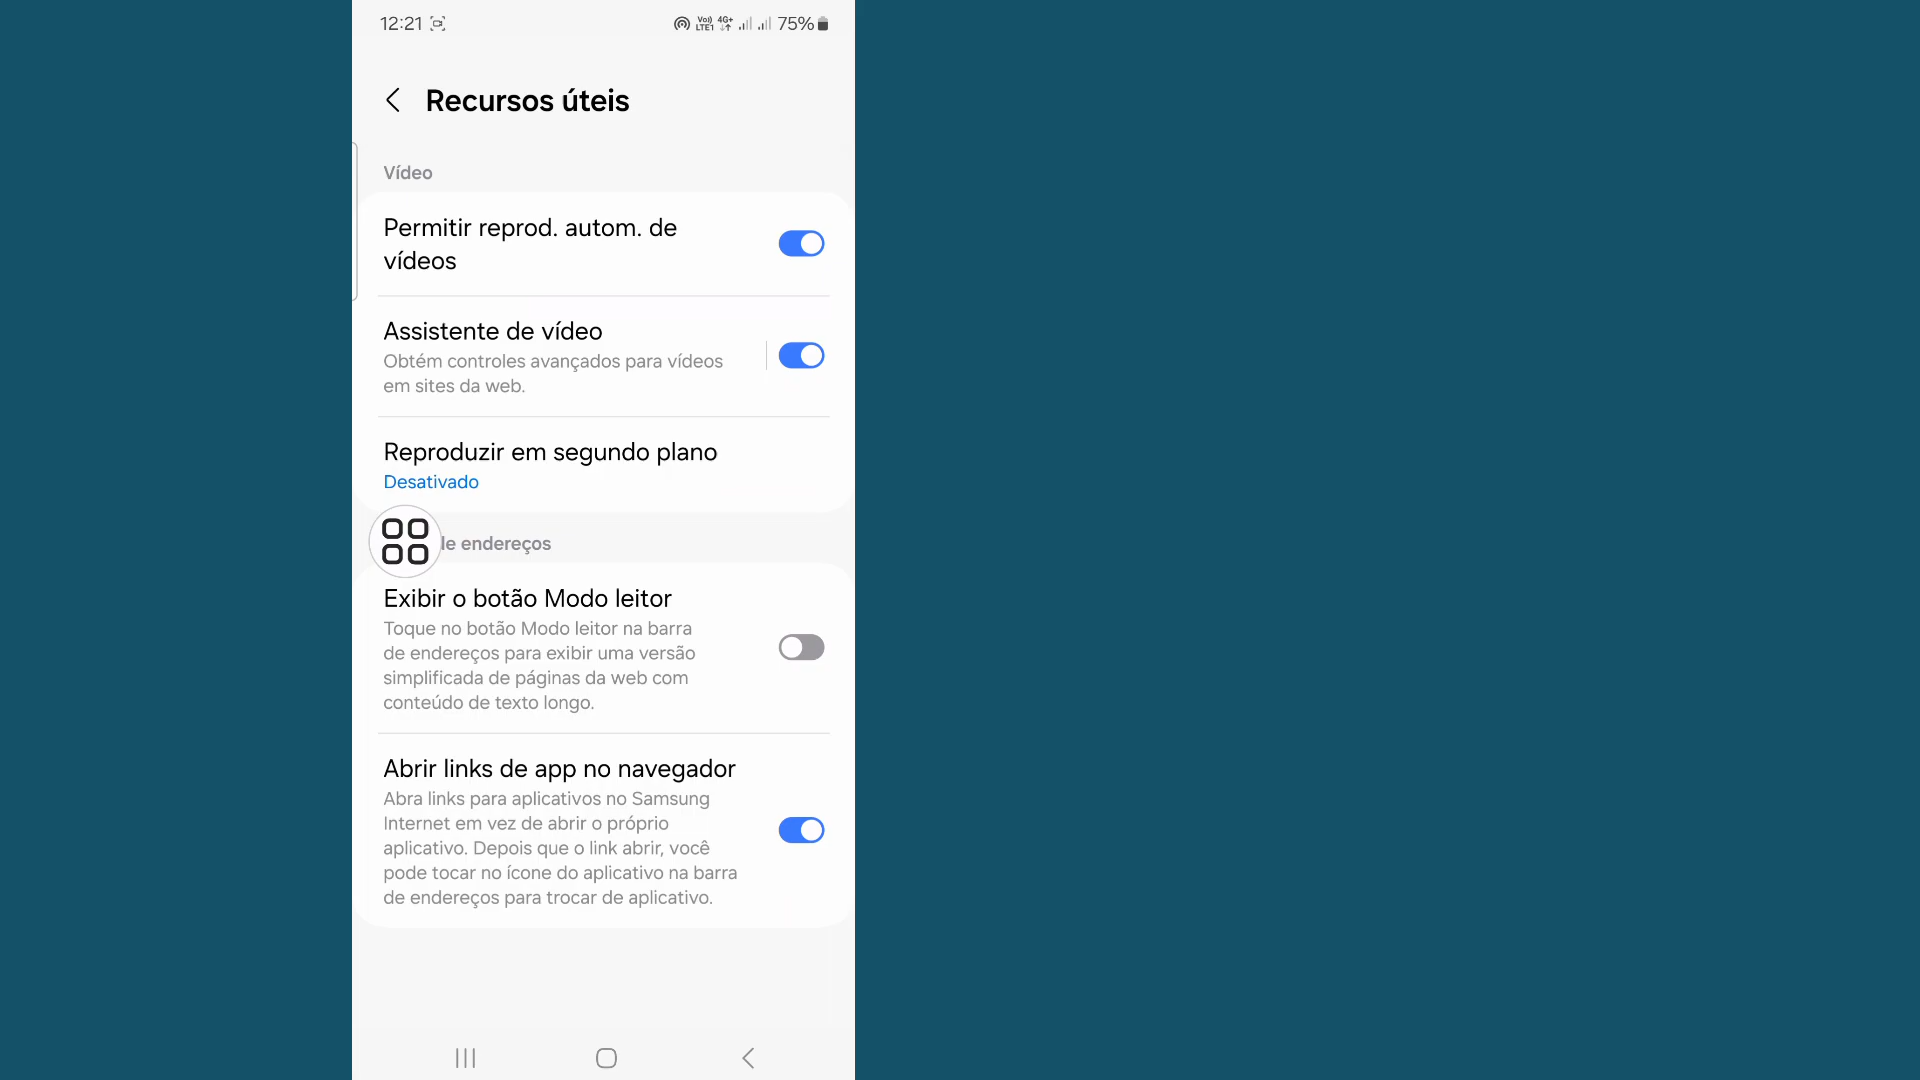 12:21 Vo)) LTE1 4G+ 75%
Recursos úteis
Vídeo
Permitir reprod. autom. de
vídeos
Assistente de vídeo
Obtém controles avançados para vídeos
em sites da web.
Reproduzir em segundo plano
Desativado
le endereços
Exibir o botão Modo leitor
Toque no botão Modo leitor na barra
de endereços para exibir uma versão
simplificada de páginas da web com
conteúdo de texto longo.
Abrir links de app no navegador
Abra links para aplicativos no Samsung
Internet em vez de abrir o próprio
aplicativo. Depois que o link abrir, você
pode tocar no ícone do aplicativo na barra
de endereços para trocar de aplicativo.